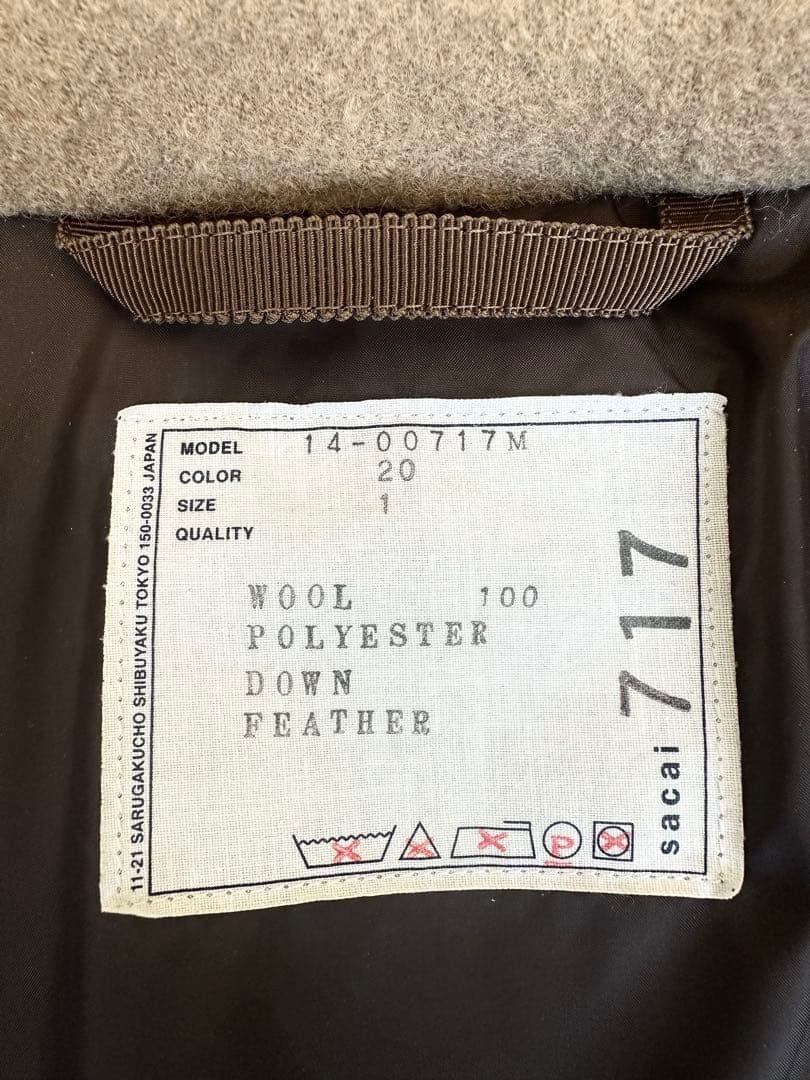 MODEL 14-00717M
COLOR 20
SIZE 1
QUALITY
WOOL 100
POLYESTER
DOWN
FEATHER
P
sacai 717
11-21 SARUGAKUCHO SHIBUYAKU TOKYO 150-0033 JAPAN